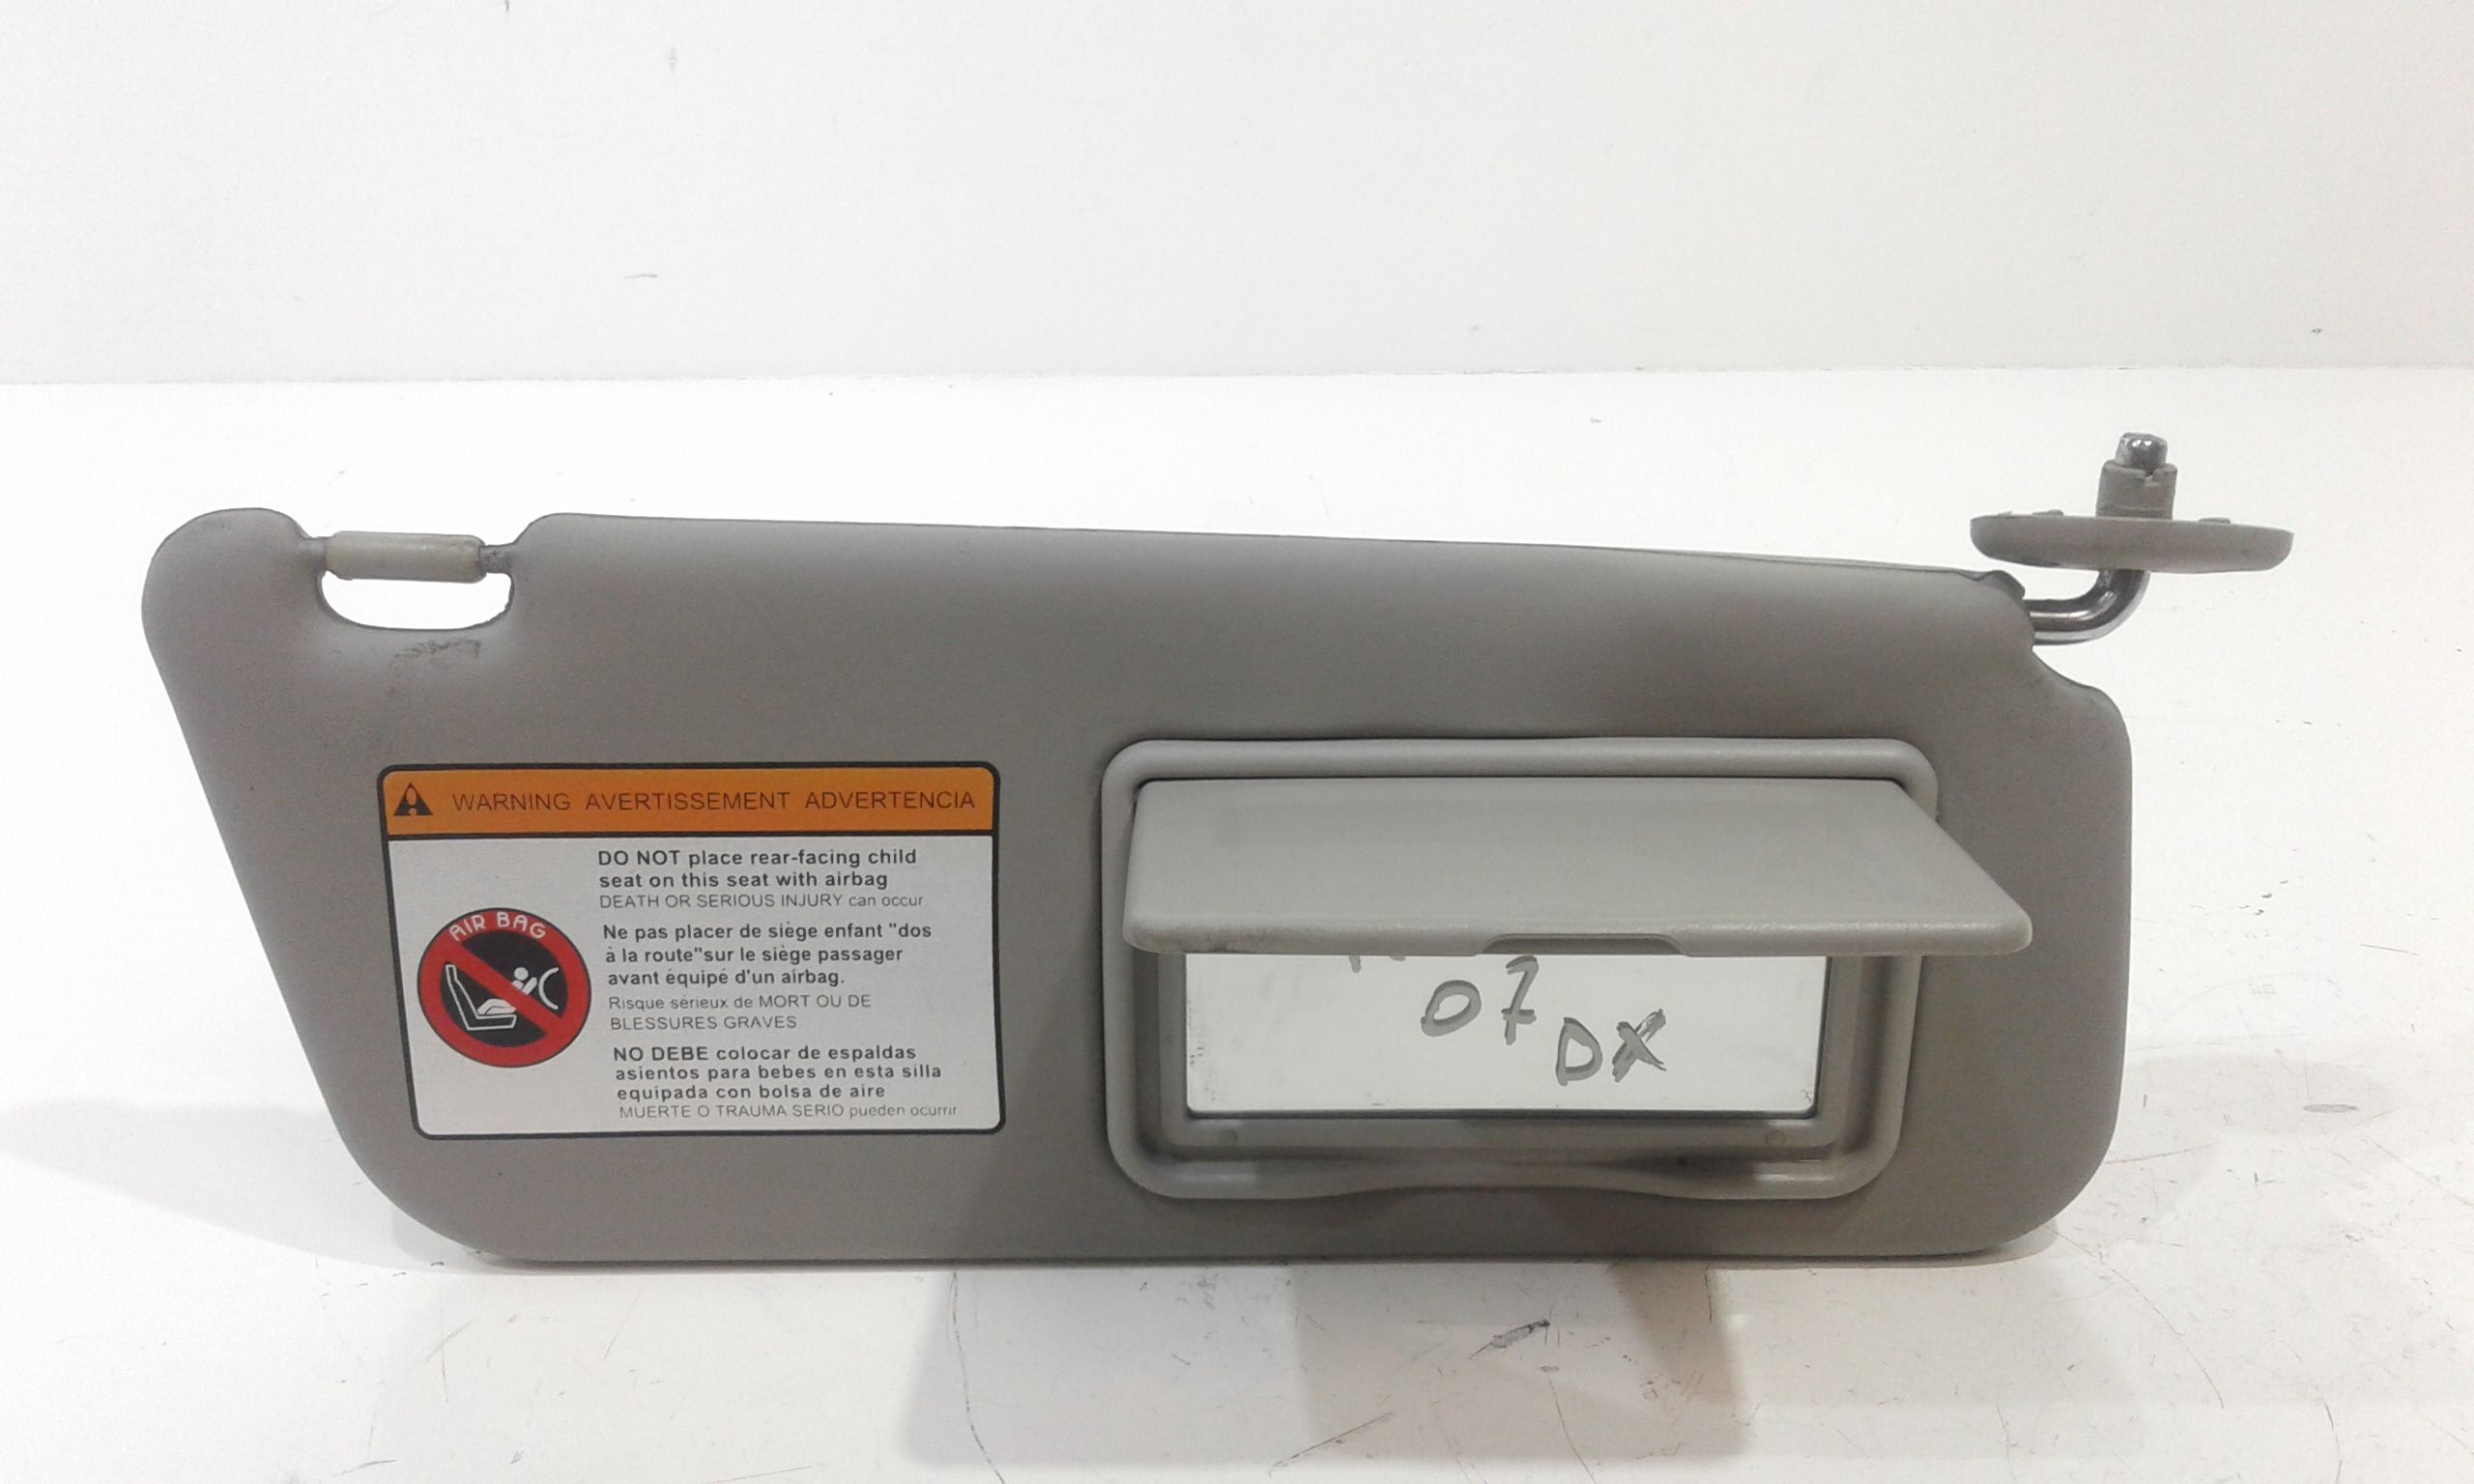 WARNING AVERTISSEMENT ADVERTENCIA
DO NOT place rear-facing child
seat on this seat with airbag
DEATH OR SERIOUS INJURY can occur
AIR BAG
Ne pas placer de siège enfant "dos
à la route"sur le siège passager
avant équipé d'un airbag.
Risque sérieux de MORT OU DE
BLESSURES GRAVES
NO DEBE colocar de espaldas
asientos para bebes en esta silla
equipada con bolsa de aire
MUERTE O TRAUMA SERIO pueden ocurrir
07
DX